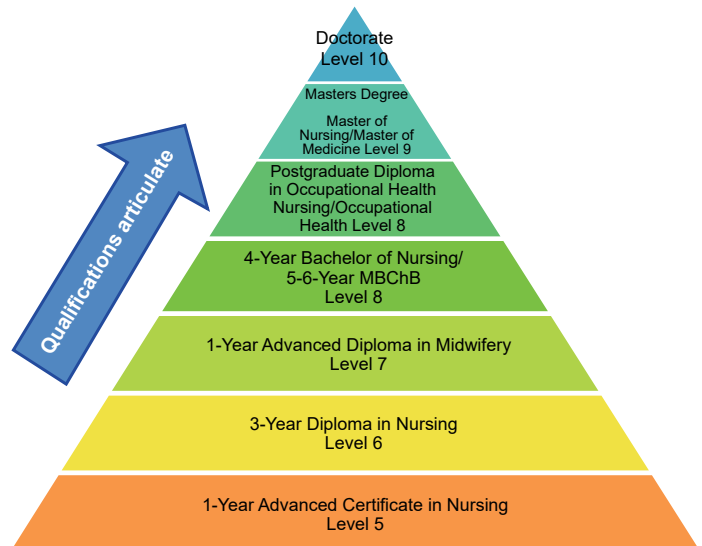 Doctorate
Level 10
Masters Degree
Master of
Nursing/Master of
Medicine Level 9
Postgraduate Diploma
in Occupational Health
Nursing/Occupational
Health Level 8
4-Year Bachelor of Nursing/
5-6-Year MBChB
Level 8
1-Year Advanced Diploma in Midwifery
Level 7
3-Year Diploma in Nursing
Level 6
1-Year Advanced Certificate in Nursing
Level 5
Qualifications articulate